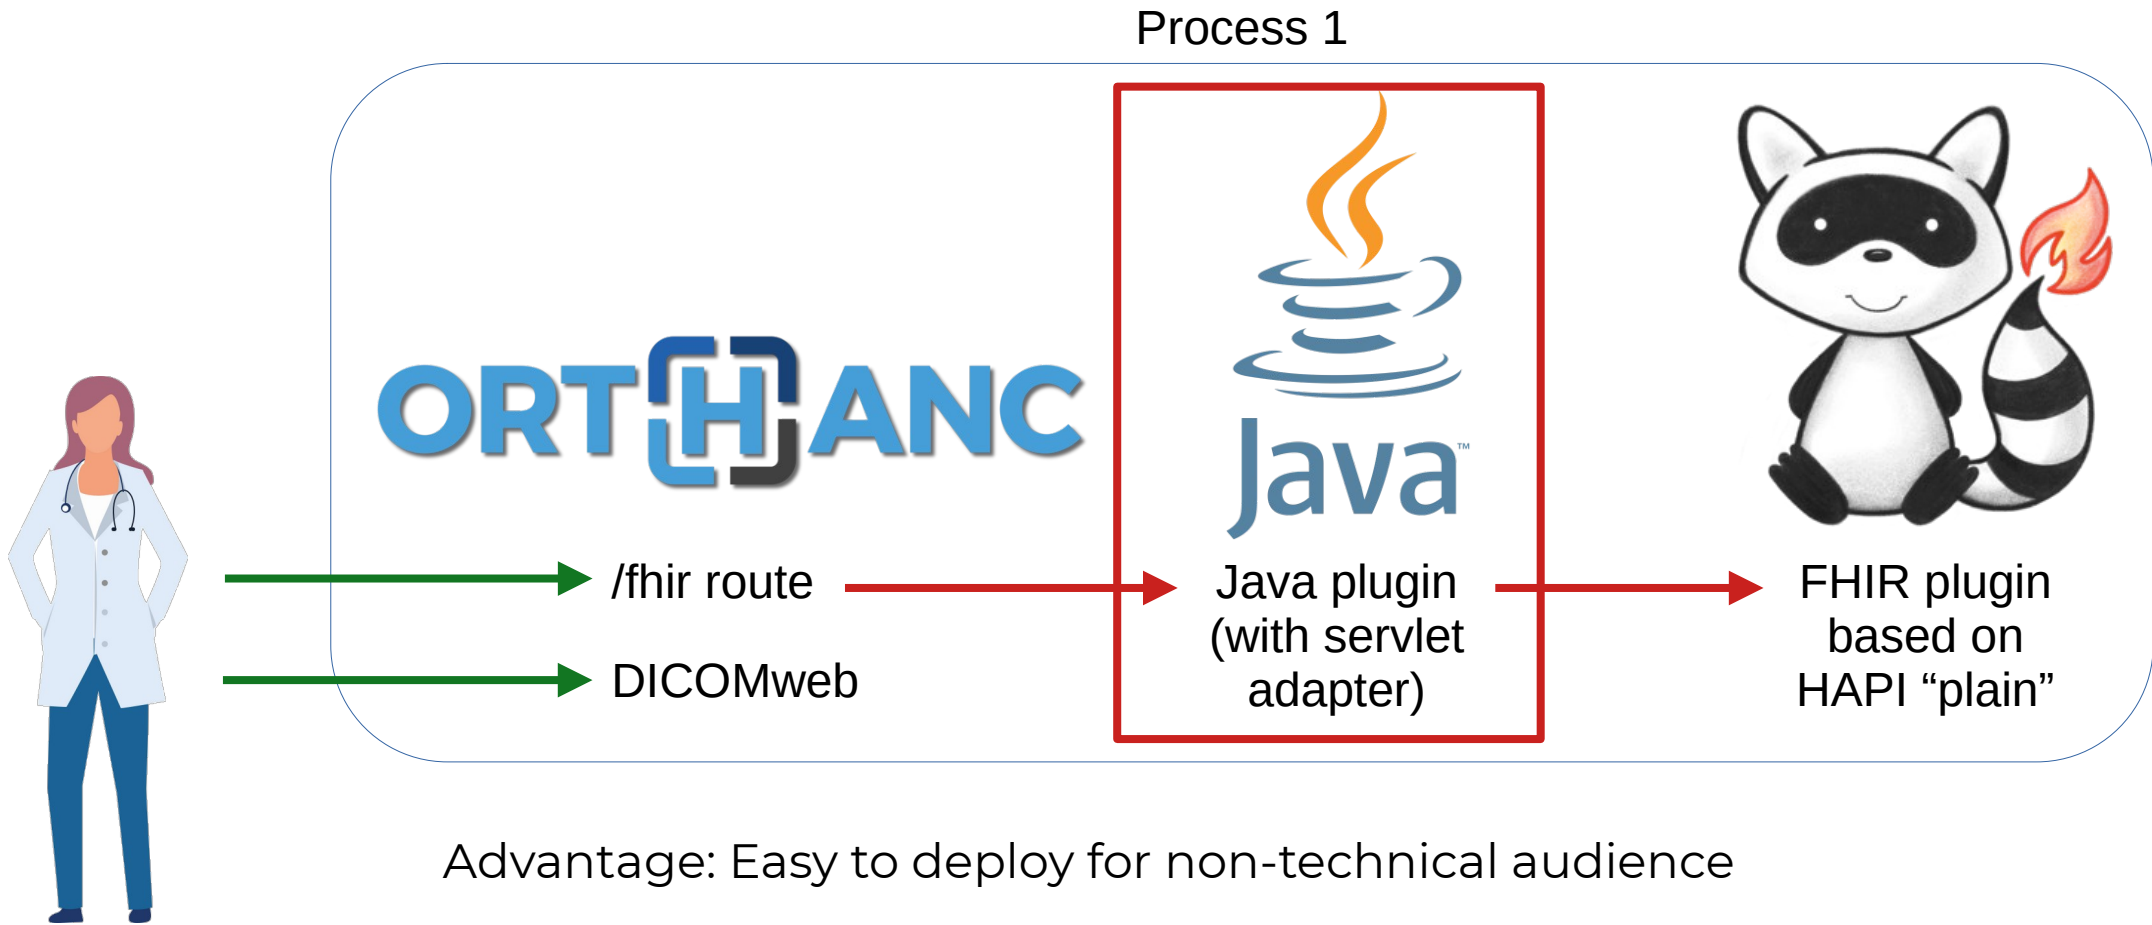 Process 1
ORTHANC
Java™
/fhir route
DICOMweb
Java plugin
(with servlet
adapter)
FHIR plugin
based on
HAPI “plain”
Advantage: Easy to deploy for non-technical audience